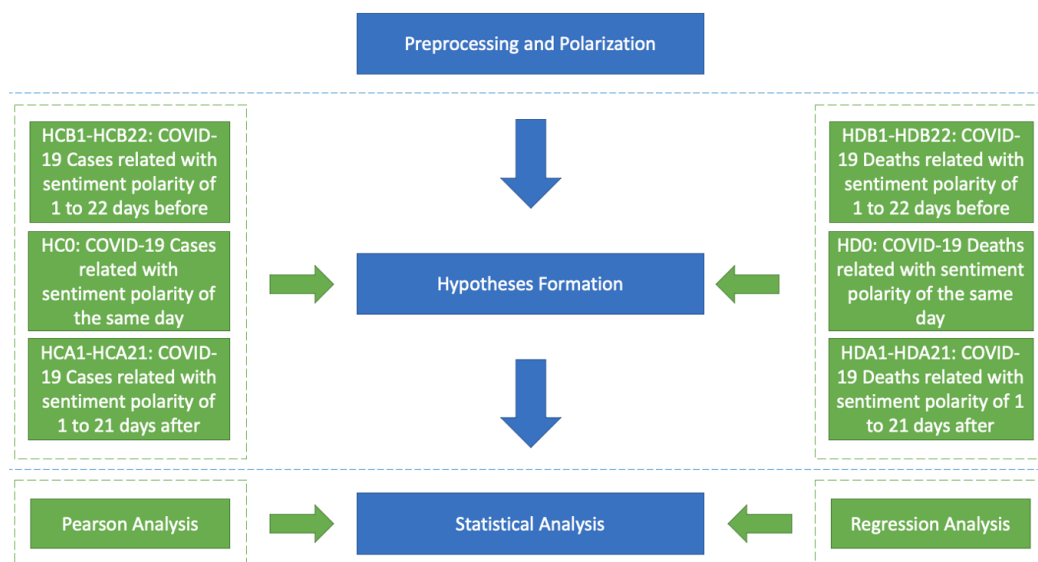 Preprocessing and Polarization
HCB1-HCB22: COVID-
19 Cases related with
sentiment polarity of
1 to 22 days before
HC0: COVID-19 Cases
related with
sentiment polarity of
the same day
HCA1-HCA21: COVID-
19 Cases related with
sentiment polarity of
1 to 21 days after
Hypotheses Formation
HDB1-HDB22: COVID-
19 Deaths related with
sentiment polarity of
1 to 22 days before
HD0: COVID-19 Deaths
related with sentiment
polarity of the same
day
HDA1-HDA21: COVID-
19 Deaths related with
sentiment polarity of 1
to 21 days after
Pearson Analysis
Statistical Analysis
Regression Analysis